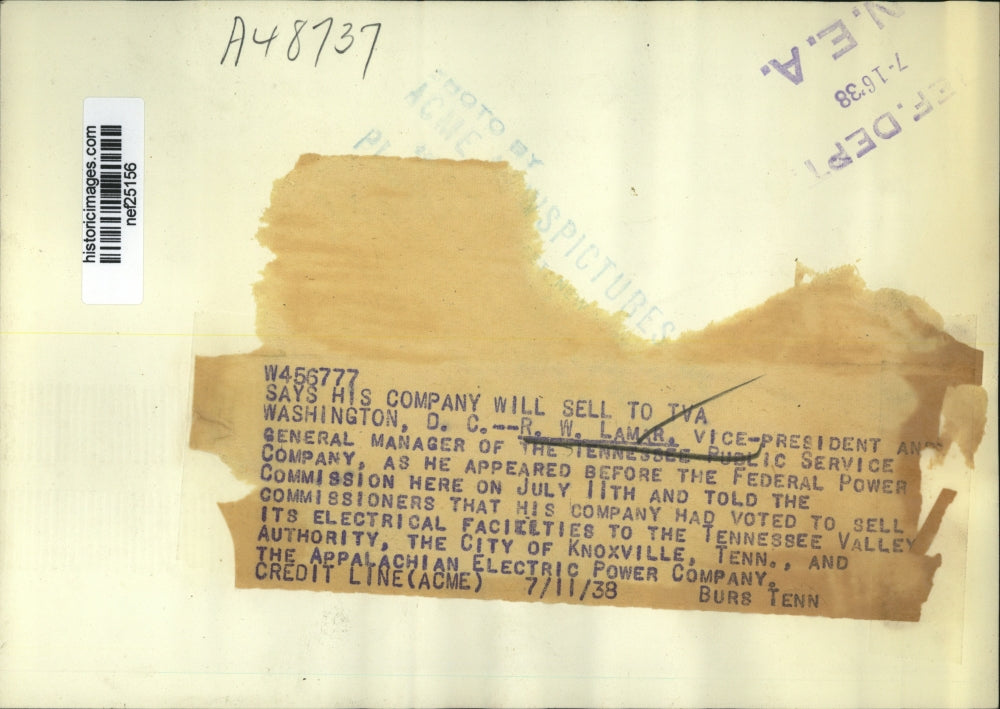 A48737
N.E.A.
7-16'38
EF. DEPT
historicimages.com
nef25156
PHOTO BY
ACME NEWSPICTURES
W456777
SAYS HIS COMPANY WILL SELL TO TVA
WASHINGTON, D. C.--R. W. LAMAR, VICE-PRESIDENT AND
GENERAL MANAGER OF THE TENNESSEE PUBLIC SERVICE
COMPANY, AS HE APPEARED BEFORE THE FEDERAL POWER
COMMISSION HERE ON JULY 11TH AND TOLD THE
COMMISSIONERS THAT HIS COMPANY HAD VOTED TO SELL
ITS ELECTRICAL FACIELTIES TO THE TENNESSEE VALLEY
AUTHORITY, THE CITY OF KNOXVILLE, TENN., AND
THE APPALACHIAN ELECTRIC POWER COMPANY.
CREDIT LINE(ACME) 7/11/38 BURS TENN